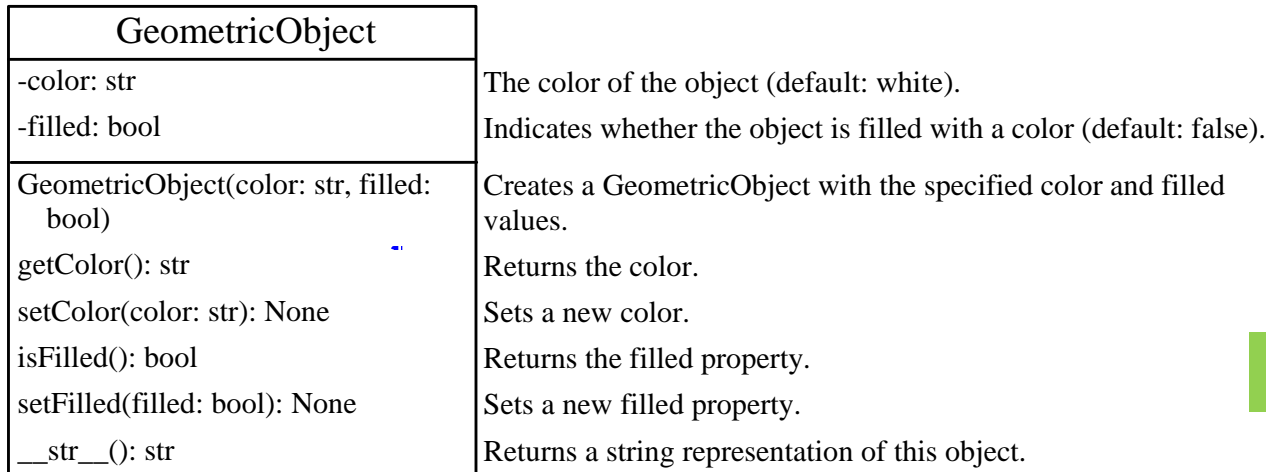 GeometricObject
-color: str
The color of the object (default: white).
-filled: bool
Indicates whether the object is filled with a color (default: false).
GeometricObject(color: str, filled:
bool)
Creates a GeometricObject with the specified color and filled
values.
getColor(): str
Returns the color.
setColor(color: str): None
Sets a new color.
isFilled(): bool
Returns the filled property.
setFilled(filled: bool): None
Sets a new filled property.
__str__(): str
Returns a string representation of this object.